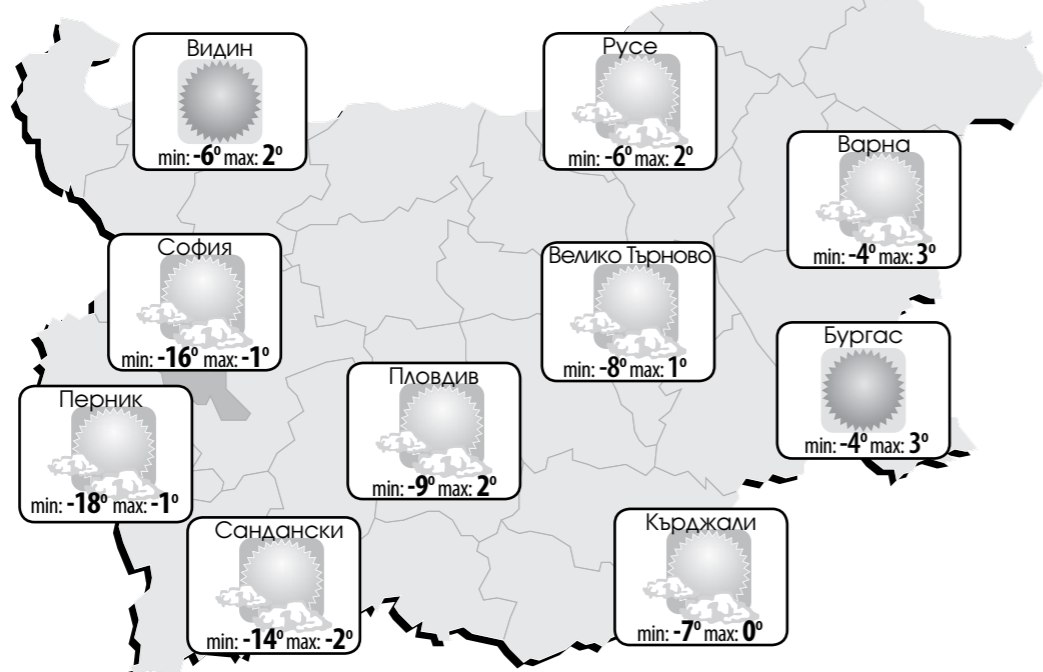 Видин
min: -6° max: 2°
Русе
min: -6° max: 2°
Варна
min: -4° max: 3°
София
min: -16° max: -1°
Велико Търново
min: -8° max: 1°
Бургас
min: -4° max: 3°
Пловдив
min: -9° max: 2°
Перник
min: -18° max: -1°
Сандански
min: -14° max: -2°
Кърджали
min: -7° max: 0°